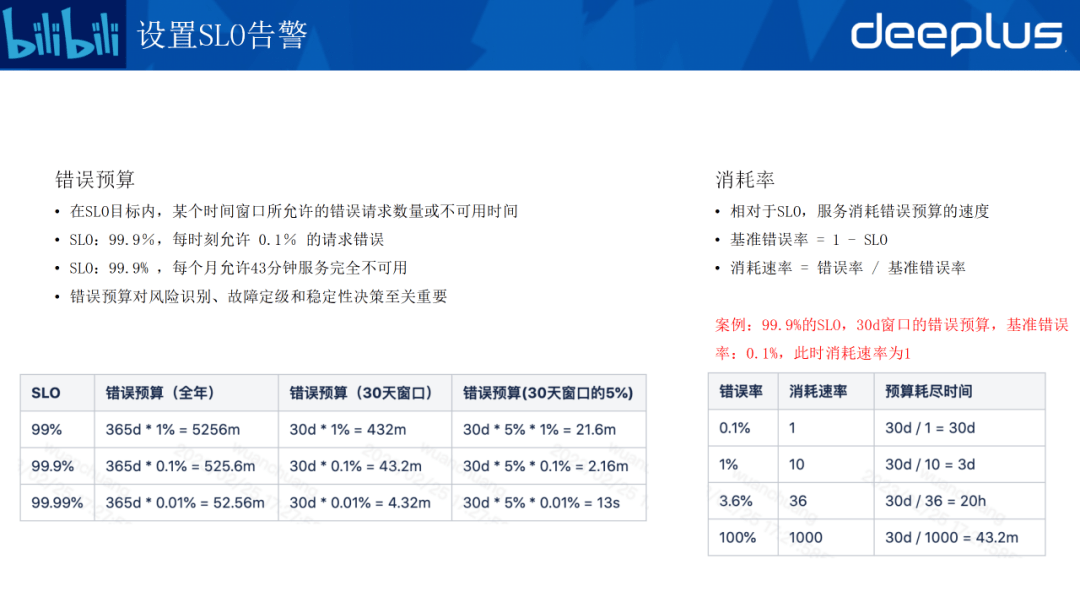 bilibili 设置SLO告警 deeplus
错误预算
• 在SLO目标内，某个时间窗口所允许的错误请求数量或不可用时间
• SLO：99.9%，每时刻允许 0.1% 的请求错误
• SLO：99.9% ，每个月允许43分钟服务完全不可用
• 错误预算对风险识别、故障定级和稳定性决策至关重要
SLO 错误预算（全年） 错误预算（30天窗口） 错误预算(30天窗口的5%)
99% 365d * 1% = 5256m 30d * 1% = 432m 30d * 5% * 1% = 21.6m
99.9% 365d * 0.1% = 525.6m 30d * 0.1% = 43.2m 30d * 5% * 0.1% = 2.16m
99.99% 365d * 0.01% = 52.56m 30d * 0.01% = 4.32m 30d * 5% * 0.01% = 13s
消耗率
• 相对于SLO，服务消耗错误预算的速度
• 基准错误率 = 1 - SLO
• 消耗速率 = 错误率 / 基准错误率
案例：99.9%的SLO，30d窗口的错误预算，基准错误
率：0.1%，此时消耗速率为1
错误率 消耗速率 预算耗尽时间
0.1% 1 30d / 1 = 30d
1% 10 30d / 10 = 3d
3.6% 36 30d / 36 = 20h
100% 1000 30d / 1000 = 43.2m